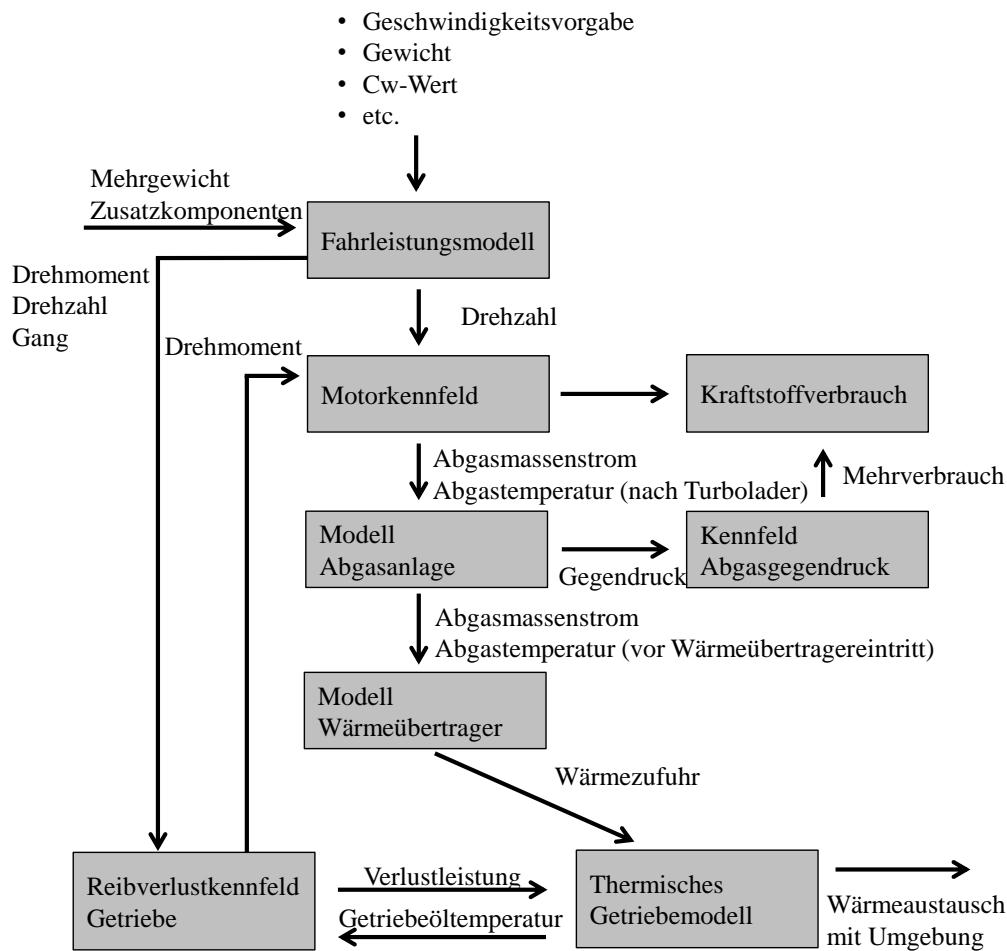 • Geschwindigkeitsvorgabe
• Gewicht
• Cw-Wert
• etc.
Mehrgewicht
Zusatzkomponenten
Fahrleistungsmodell
Drehmoment
Drehzahl
Gang
Drehzahl
Drehmoment
Motorkennfeld
Kraftstoffverbrauch
Abgasmassenstrom
Abgastemperatur (nach Turbolader)
Mehrverbrauch
Modell
Abgasanlage
Gegendruck
Kennfeld
Abgasgegendruck
Abgasmassenstrom
Abgastemperatur (vor Wärmeübertragereintritt)
Modell
Wärmeübertrager
Wärmezufuhr
Reibverlustkennfeld
Getriebe
Verlustleistung
Getriebeöltemperatur
Thermisches
Getriebemodell
Wärmeaustausch
mit Umgebung